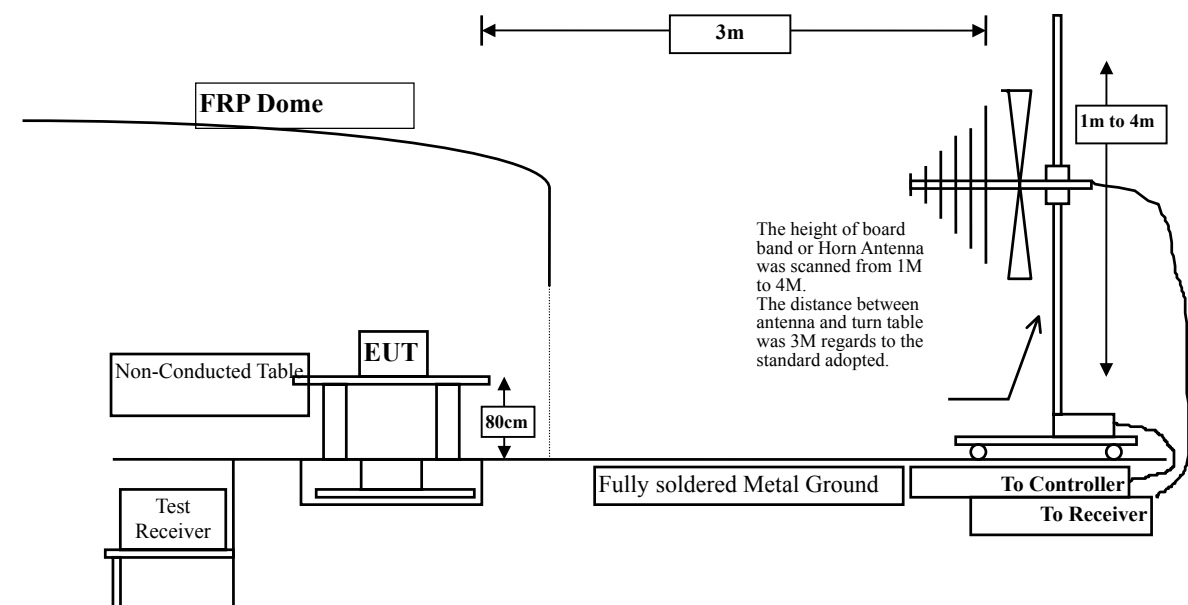 3m
FRP Dome
1m to 4m
The height of board
band or Horn Antenna
was scanned from 1M
to 4M.
The distance between
antenna and turn table
was 3M regards to the
standard adopted.
EUT
Non-Conducted Table
80cm
Fully soldered Metal Ground
To Controller
Test
Receiver
To Receiver